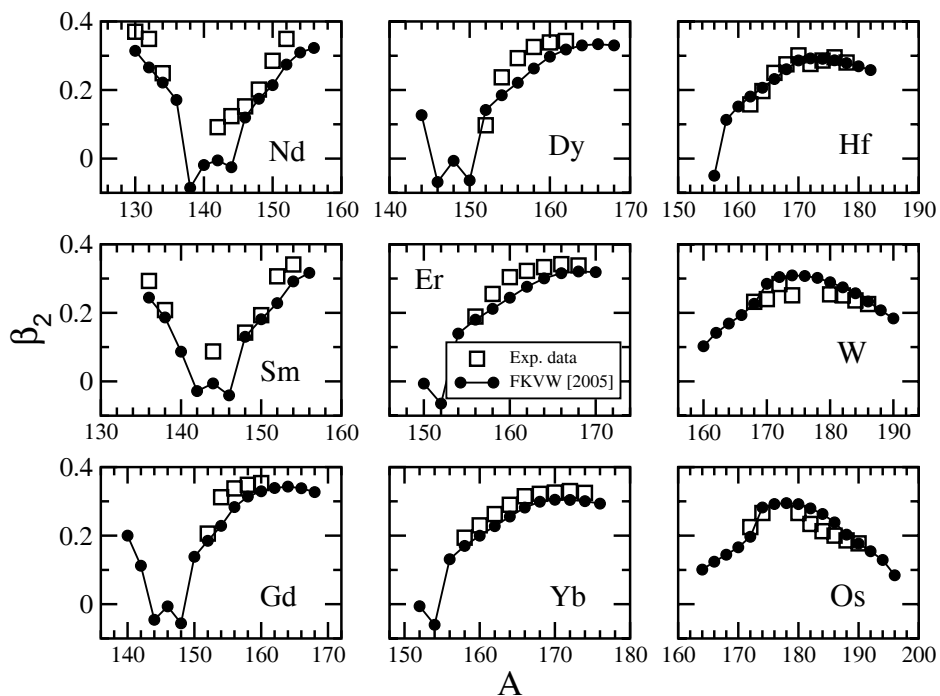 0.4
0.2
0
Nd
130 140 150 160
Dy
140 150 160 170
Hf
150 160 170 180 190
β2
0.4
0.2
0
Sm
130 140 150 160
Er
Exp. data
FKVW [2005]
150 160 170
W
160 170 180 190
0.4
0.2
0
Gd
140 150 160 170
Yb
150 160 170 180
Os
160 170 180 190 200
A